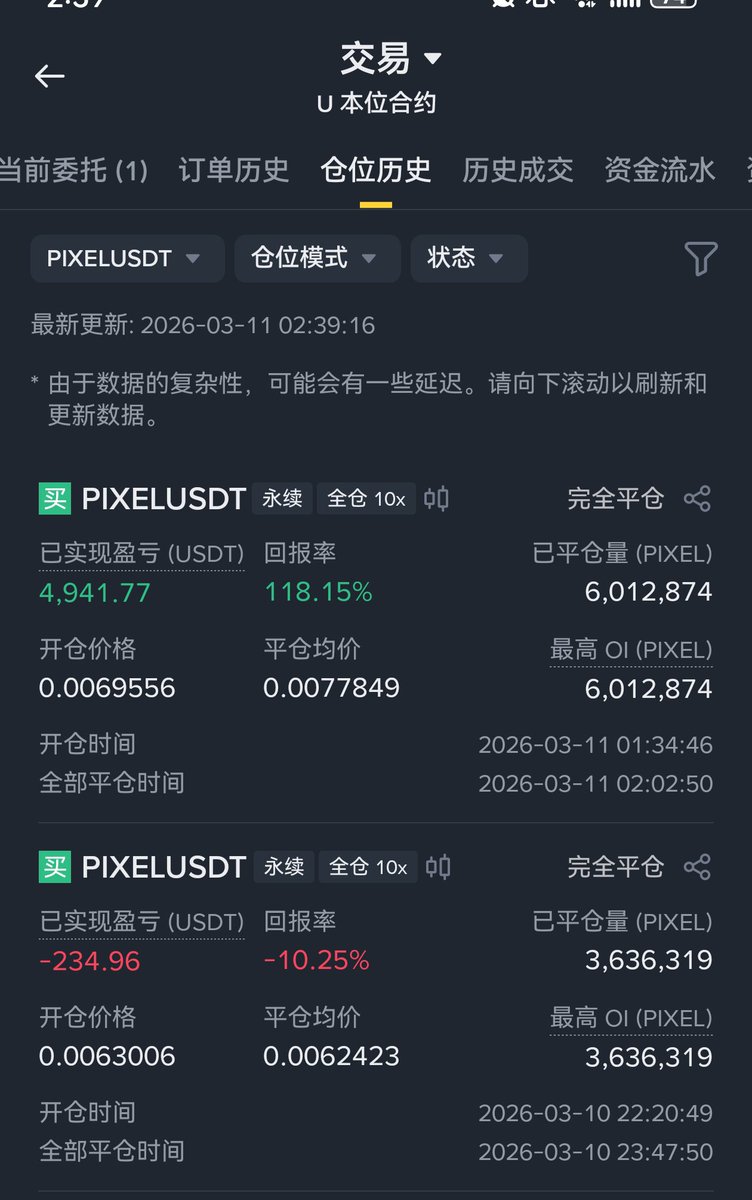 交易
U 本位合约
当前委托 (1) 订单历史 仓位历史 历史成交 资金流水
PIXELUSDT 仓位模式 状态
最新更新: 2026-03-11 02:39:16
* 由于数据的复杂性，可能会有一些延迟。请向下滚动以刷新和
更新数据。
买 PIXELUSDT 永续 全仓 10x 完全平仓
已实现盈亏 (USDT) 回报率 已平仓量 (PIXEL)
4,941.77 118.15% 6,012,874
开仓价格 平仓均价 最高 OI (PIXEL)
0.0069556 0.0077849 6,012,874
开仓时间 2026-03-11 01:34:46
全部平仓时间 2026-03-11 02:02:50
买 PIXELUSDT 永续 全仓 10x 完全平仓
已实现盈亏 (USDT) 回报率 已平仓量 (PIXEL)
-234.96 -10.25% 3,636,319
开仓价格 平仓均价 最高 OI (PIXEL)
0.0063006 0.0062423 3,636,319
开仓时间 2026-03-10 22:20:49
全部平仓时间 2026-03-10 23:47:50